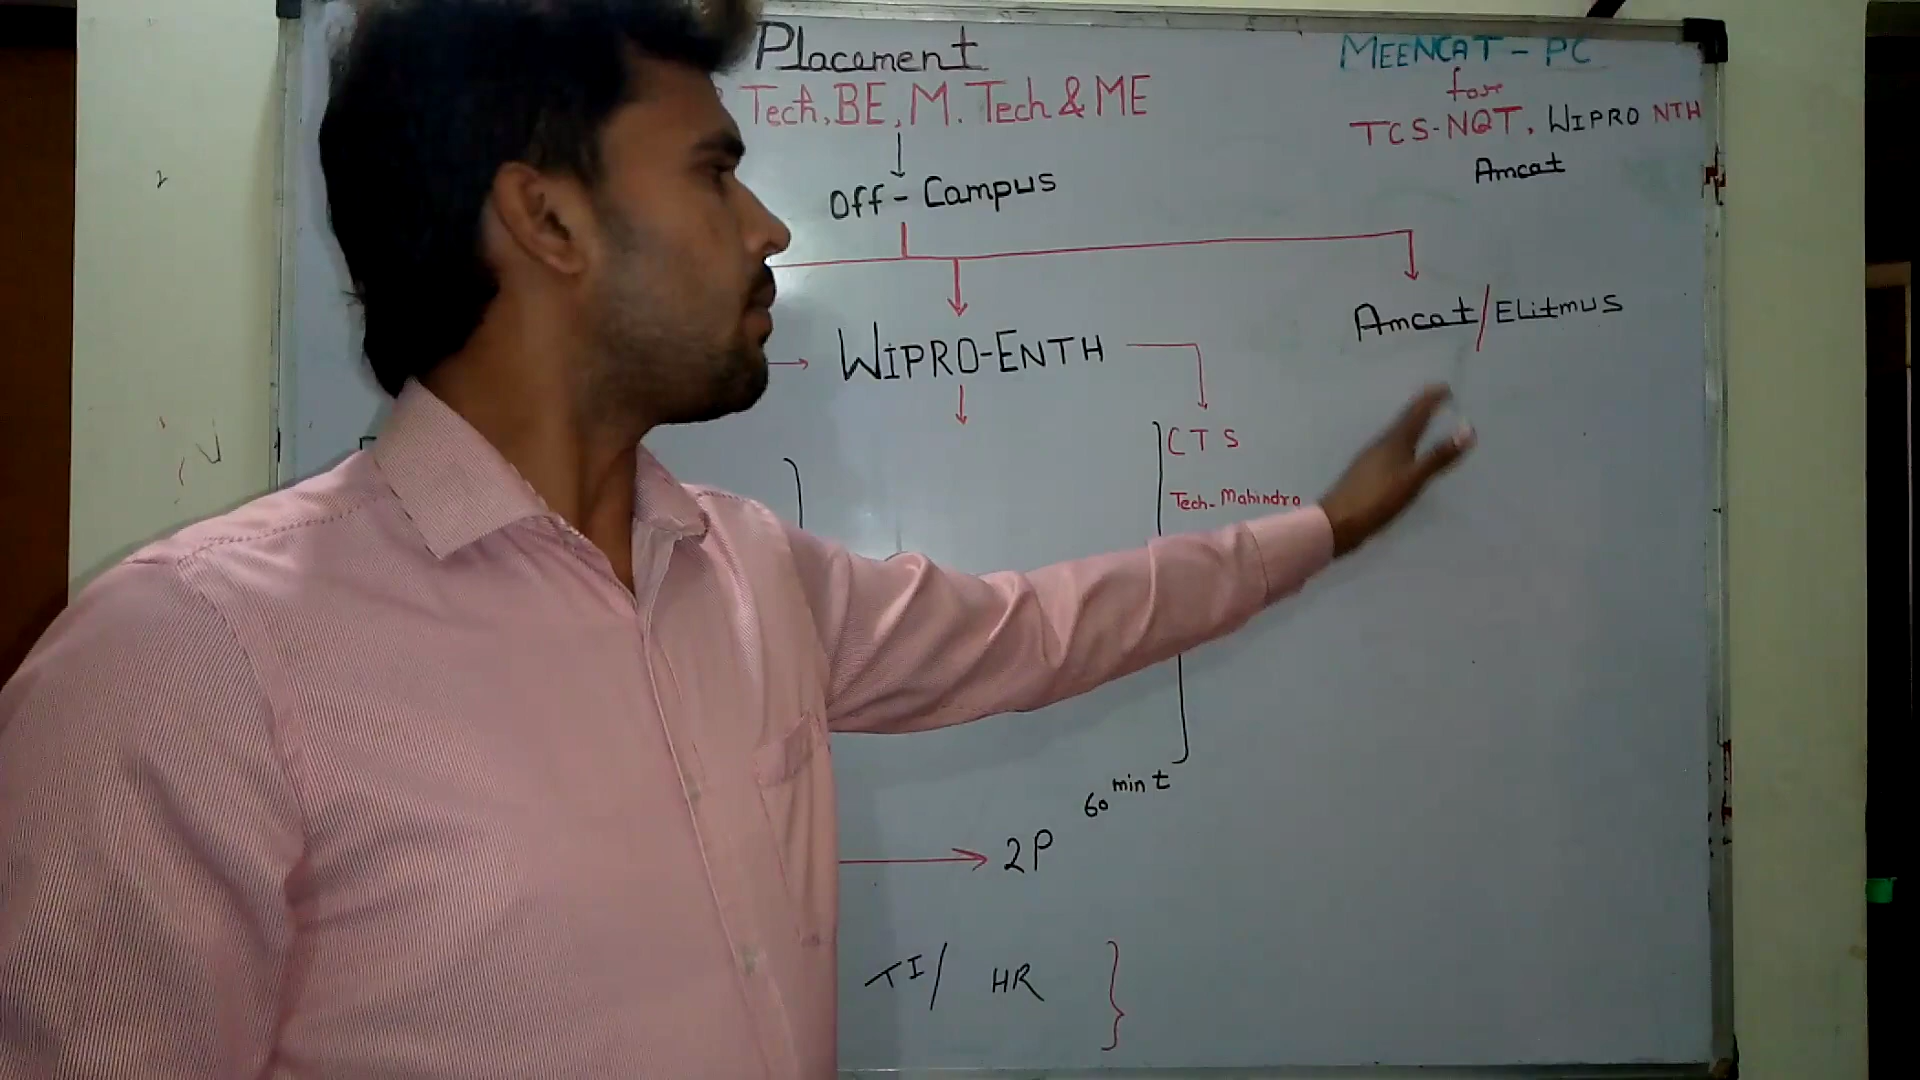 Placement
Tech, BE, M. Tech & ME
Off - Campus
MEENCAT - PC
for
TCS-NQT, WIPRO NTH
Amcat
WIPRO-ENTH
Amcat/ELitmus
CTS
Tech-Mahindra
60 mint
2P
TI/ HR